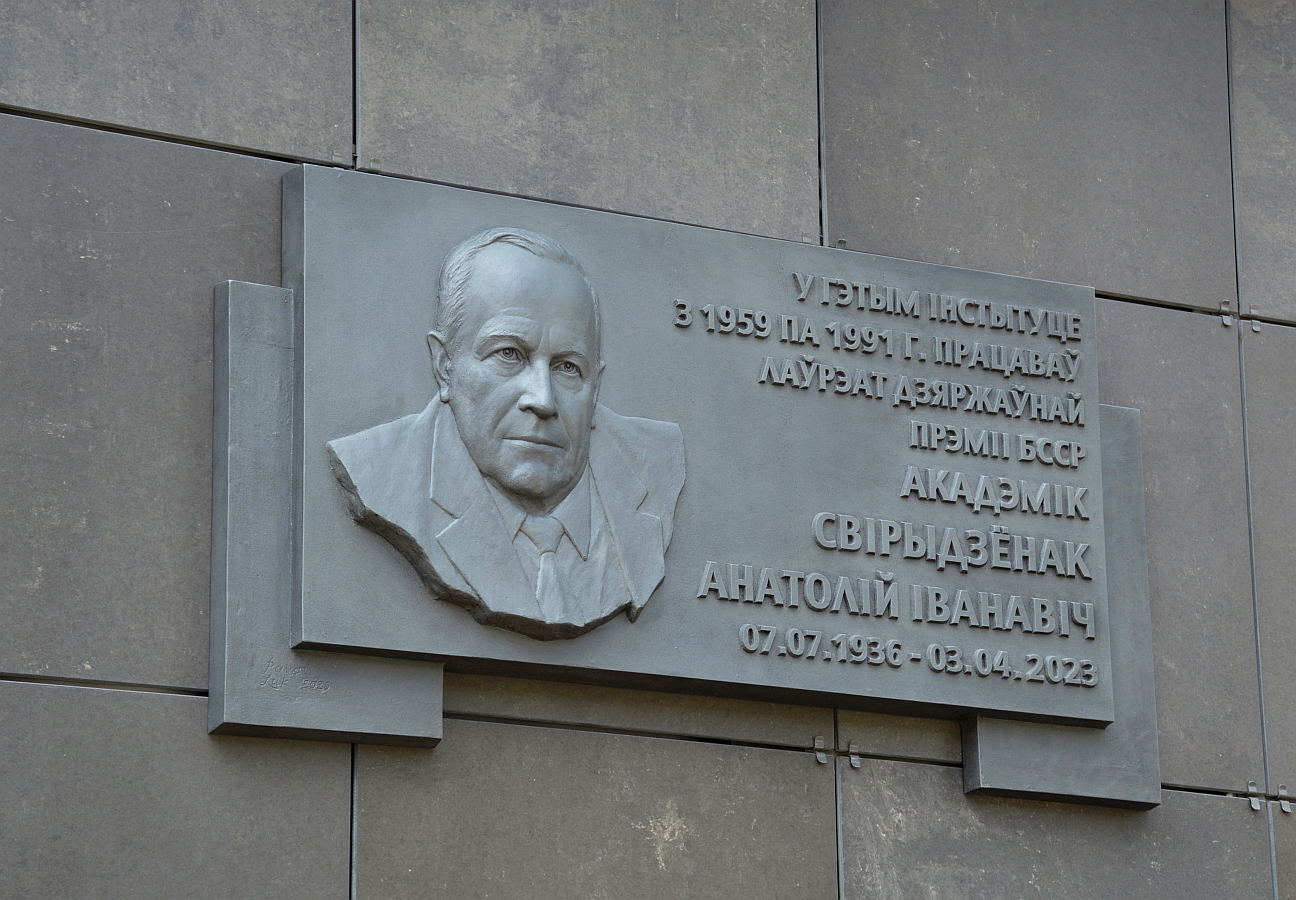 У ГЭТЫМ ІНСТЫТУЦЕ
З 1959 ПА 1991 Г. ПРАЦАВАЎ
ЛАЎРЭАТ ДЗЯРЖАЎНАЙ
ПРЭМІІ БССР
АКАДЭМІК
СВІРЫДЗЁНАК
АНАТОЛІЙ ІВАНАВІЧ
07.07.1936 - 03.04.2023